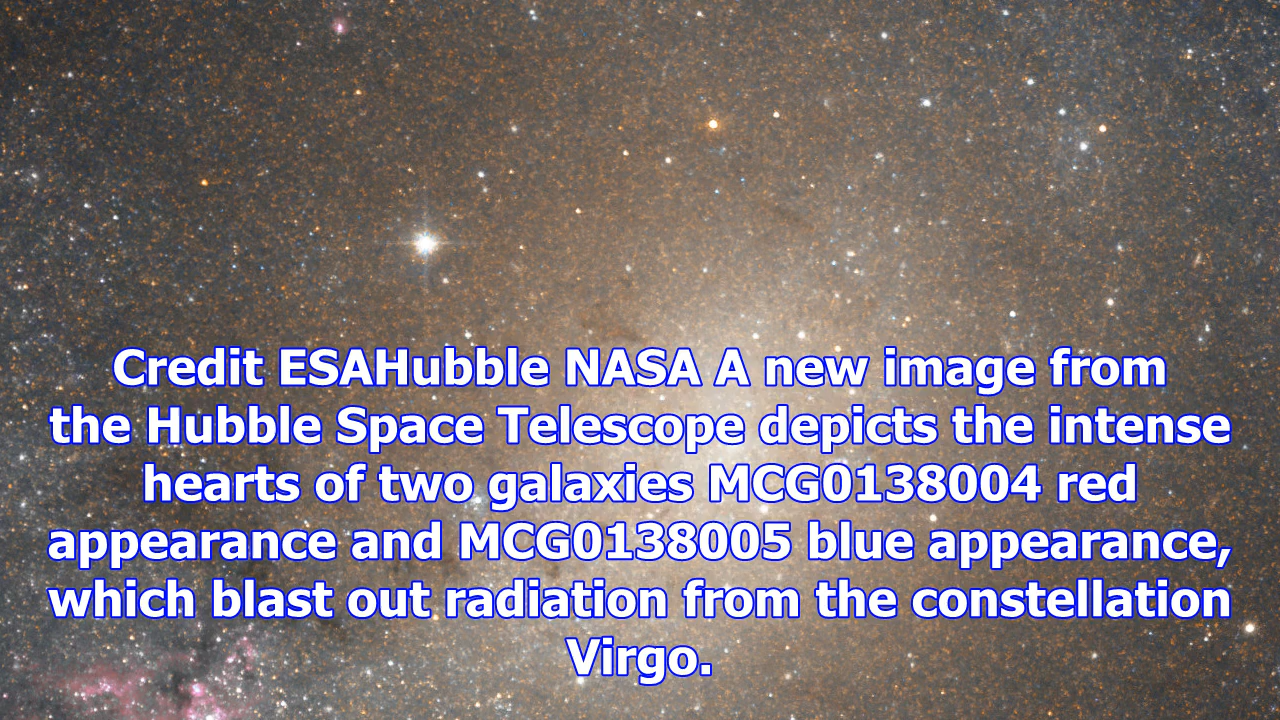 Credit ESAHubble NASA A new image from
the Hubble Space Telescope depicts the intense
hearts of two galaxies MCG0138004 red
appearance and MCG0138005 blue appearance,
which blast out radiation from the constellation
Virgo.